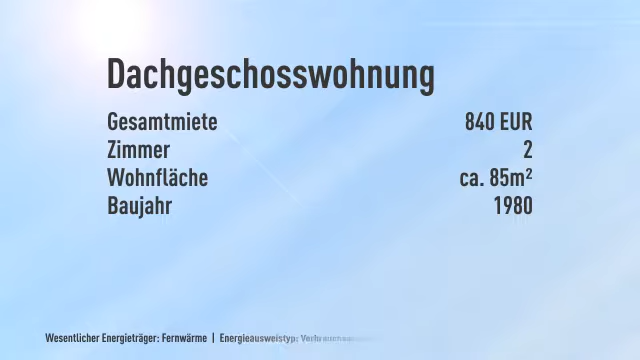 Dachgeschosswohnung
Gesamtmiete 840 EUR
Zimmer 2
Wohnfläche ca. 85m²
Baujahr 1980
Wesentlicher Energieträger: Fernwärme | Energieausweistyp: